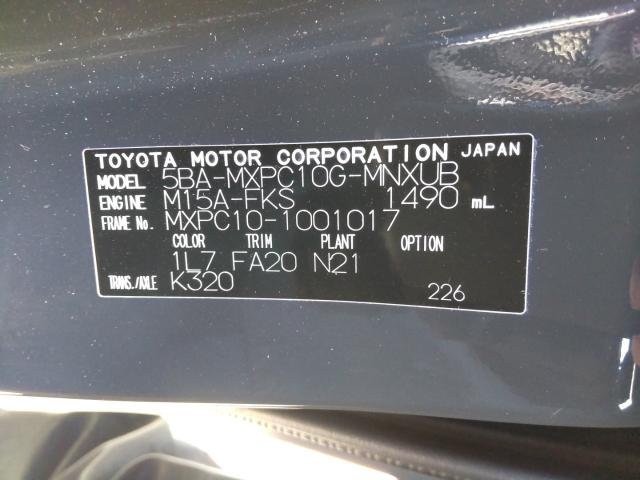 TOYOTA MOTOR CORPORATION JAPAN
MODEL 5BA-MXPC10G-MNXUB
ENGINE M15A-FKS 1490 mL
FRAME No. MXPC10-1001017
COLOR TRIM PLANT OPTION
1L7 FA20 N21
TRANS./AXLE K320
226